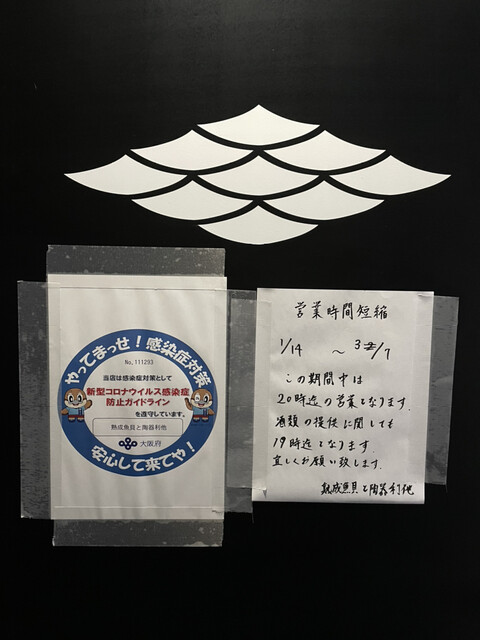 やってまっせ！感染症対策
No.111293
当店は感染症対策として
新型コロナウイルス感染症
防止ガイドライン
を遵守しています。
熟成魚貝と陶器利他
大阪府
安心して来てや！
営業時間短縮
1/14 〜 3/7
この期間中は
20時迄の営業となります.
酒類の提供に関しても
19時迄となります.
宜しくお願い致します.
熟成魚貝と陶器利他